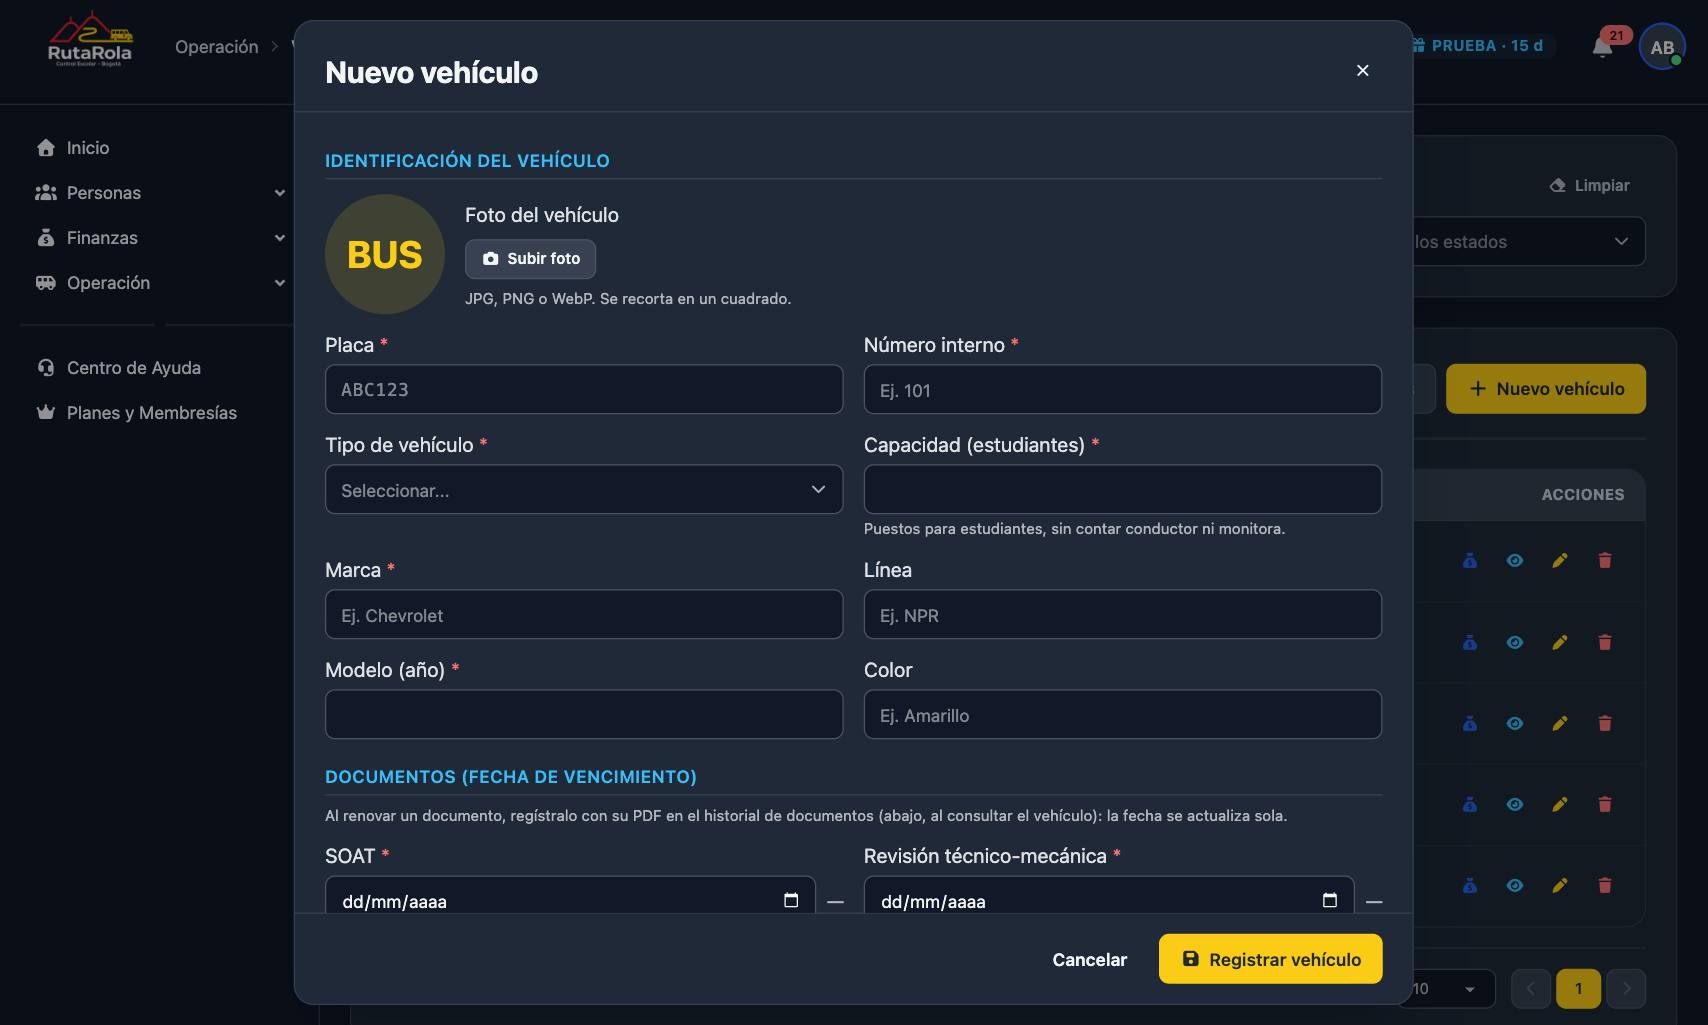 RutaRola
Control Escolar - Bogotá
Operación
PRUEBA · 15 d
21
AB
Inicio
Personas
Finanzas
Operación
Centro de Ayuda
Planes y Membresías
Nuevo vehículo
IDENTIFICACIÓN DEL VEHÍCULO
BUS
Foto del vehículo
Subir foto
JPG, PNG o WebP. Se recorta en un cuadrado.
Placa *
Número interno *
ABC123
Ej. 101
Tipo de vehículo *
Capacidad (estudiantes) *
Seleccionar...
Puestos para estudiantes, sin contar conductor ni monitora.
Marca *
Línea
Ej. Chevrolet
Ej. NPR
Modelo (año) *
Color
Ej. Amarillo
DOCUMENTOS (FECHA DE VENCIMIENTO)
Al renovar un documento, regístralo con su PDF en el historial de documentos (abajo, al consultar el vehículo): la fecha se actualiza sola.
SOAT *
Revisión técnico-mecánica *
dd/mm/aaaa
—
dd/mm/aaaa
—
Cancelar
Registrar vehículo
Limpiar
los estados
Nuevo vehículo
ACCIONES
10
1